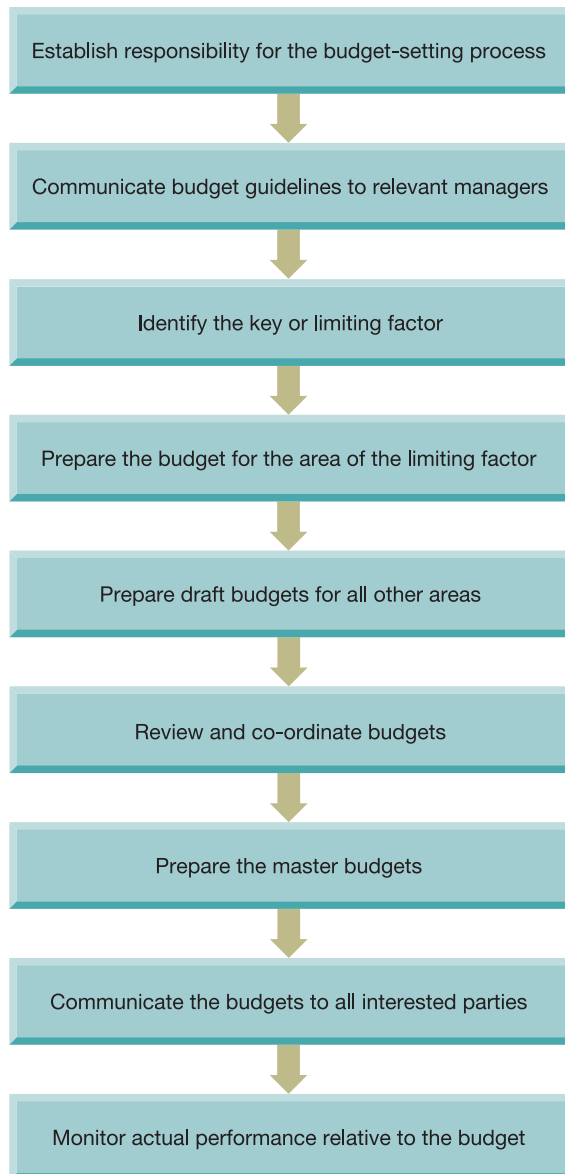 Establish responsibility for the budget-setting process
Communicate budget guidelines to relevant managers
Identify the key or limiting factor
Prepare the budget for the area of the limiting factor
Prepare draft budgets for all other areas
Review and co-ordinate budgets
Prepare the master budgets
Communicate the budgets to all interested parties
Monitor actual performance relative to the budget